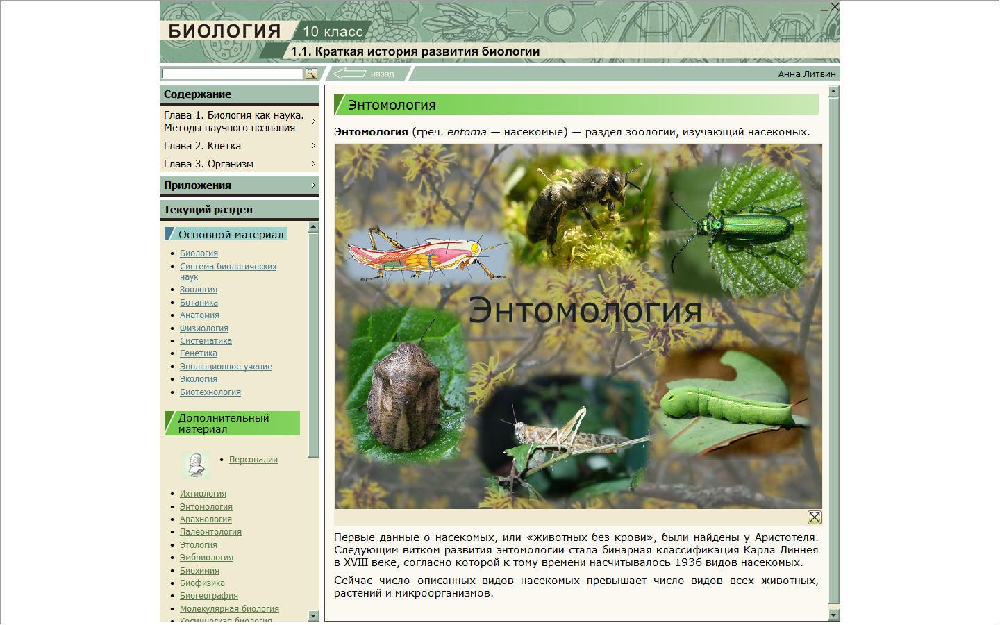 БИОЛОГИЯ
10 класс
1.1. Краткая история развития биологии
назад
Анна Литвин
Содержание
Глава 1. Биология как наука.
Методы научного познания
Глава 2. Клетка
Глава 3. Организм
Приложения
Текущий раздел
Основной материал
Биология
Система биологических
наук
Зоология
Ботаника
Анатомия
Физиология
Систематика
Генетика
Эволюционное учение
Экология
Биотехнология
Дополнительный
материал
Персоналии
Ихтиология
Энтомология
Арахнология
Палеонтология
Этология
Эмбриология
Биохимия
Биофизика
Биогеография
Молекулярная биология
Космическая биология
Энтомология
Энтомология (греч. entoma — насекомые) — раздел зоологии, изучающий насекомых.
Энтомология
Первые данные о насекомых, или «животных без крови», были найдены у Аристотеля.
Следующим витком развития энтомологии стала бинарная классификация Карла Линнея
в XVIII веке, согласно которой к тому времени насчитывалось 1936 видов насекомых.
Сейчас число описанных видов насекомых превышает число видов всех животных,
растений и микроорганизмов.